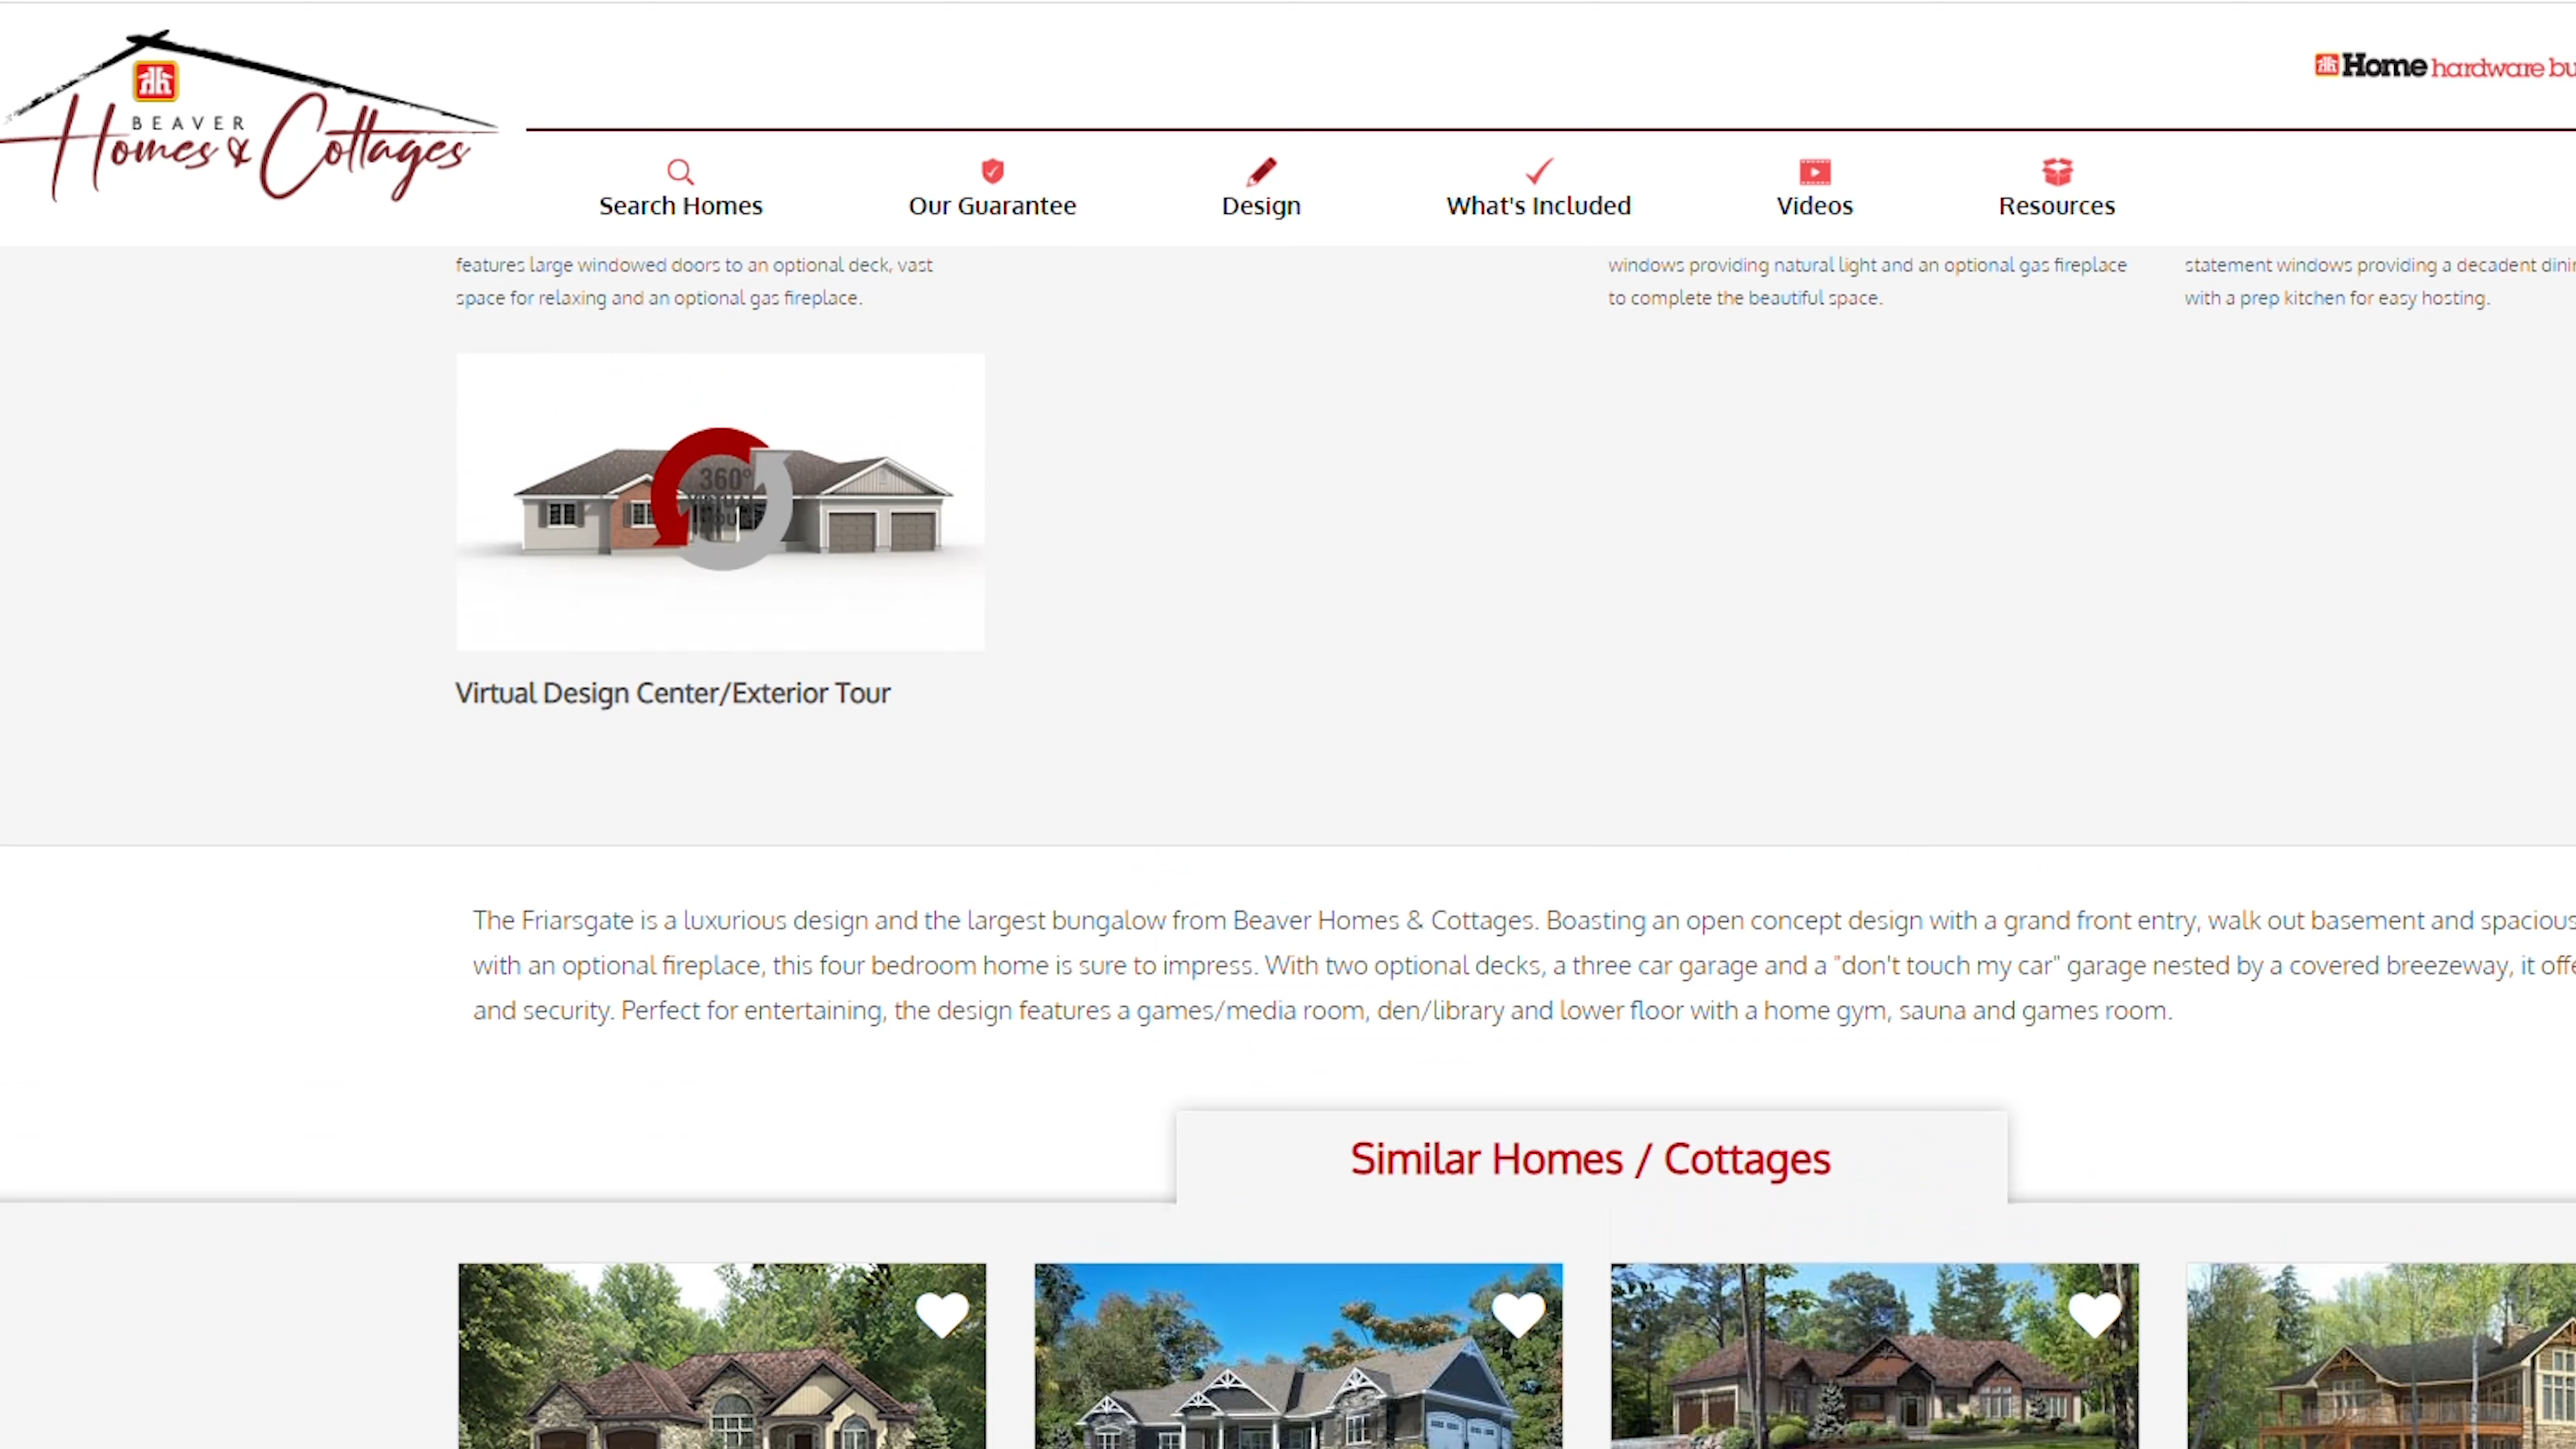 BEAVER
Homes & Cottages
Home hardware
Search Homes
Our Guarantee
Design
What's Included
Videos
Resources
features large windowed doors to an optional deck, vast
space for relaxing and an optional gas fireplace.
windows providing natural light and an optional gas fireplace
to complete the beautiful space.
statement windows providing a decadent
with a prep kitchen for easy hosting.
360°
Virtual Design Center/Exterior Tour
The Friarsgate is a luxurious design and the largest bungalow from Beaver Homes & Cottages. Boasting an open concept design with a grand front entry, walk out basement and spacious
with an optional fireplace, this four bedroom home is sure to impress. With two optional decks, a three car garage and a "don't touch my car" garage nested by a covered breezeway, it
and security. Perfect for entertaining, the design features a games/media room, den/library and lower floor with a home gym, sauna and games room.
Similar Homes / Cottages